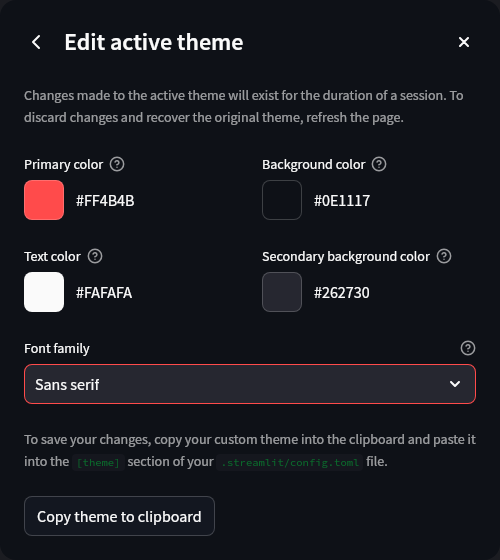 Edit active theme
Changes made to the active theme will exist for the duration of a session. To
discard changes and recover the original theme, refresh the page.
Primary color
Background color
#FF4B4B
#0E1117
Text color
Secondary background color
#FAFAFA
#262730
Font family
Sans serif
To save your changes, copy your custom theme into the clipboard and paste it
into the [theme] section of your .streamlit/config.toml file.
Copy theme to clipboard